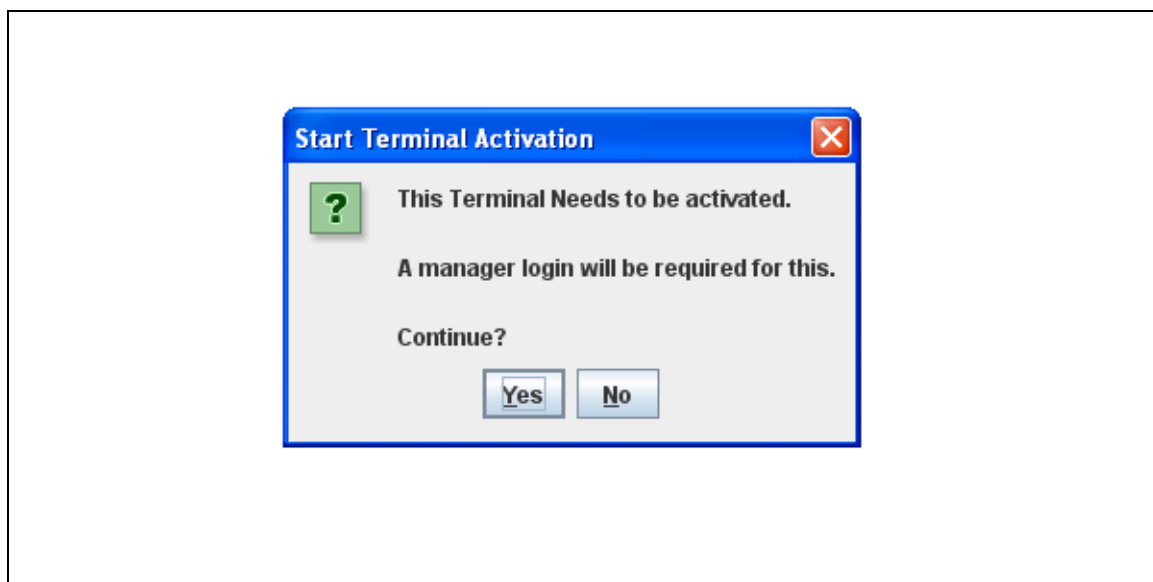 Start Terminal Activation
?
This Terminal Needs to be activated.
A manager login will be required for this.
Continue?
Yes No